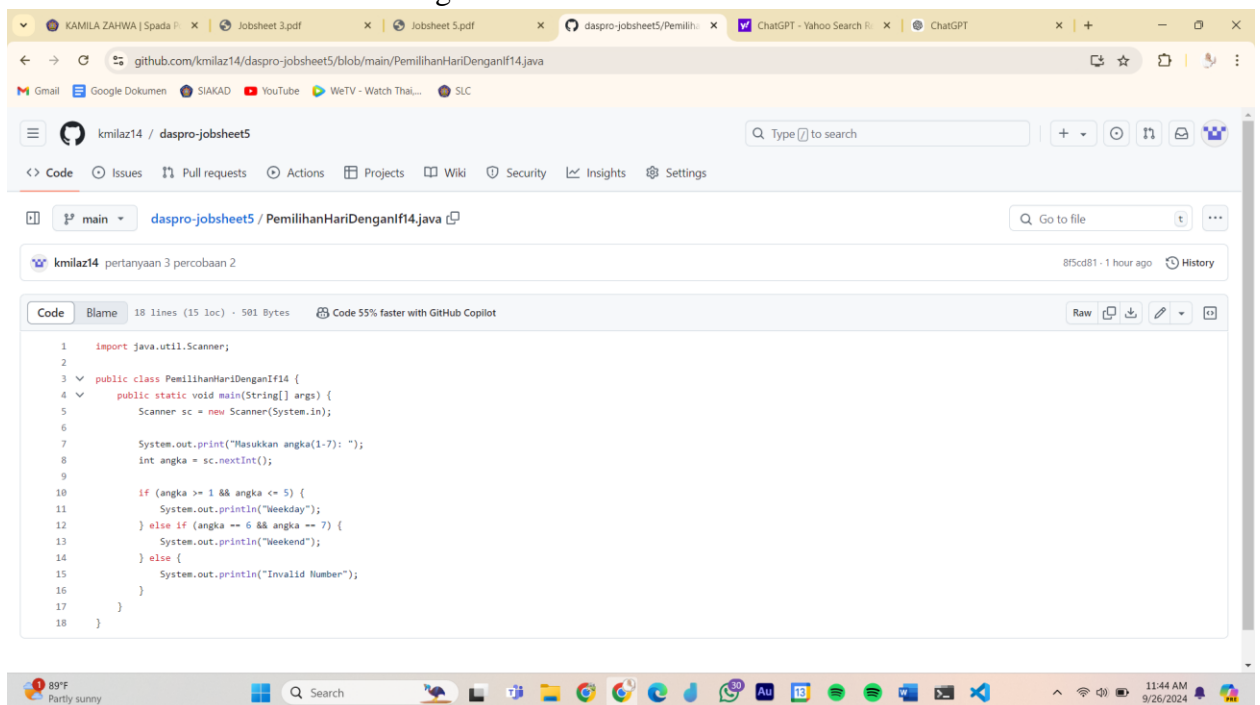 KAMILA ZAHWA | Spada P
Jobsheet 3.pdf
Jobsheet 5.pdf
daspro-jobsheet5/Pemiliha
ChatGPT - Yahoo Search Re
ChatGPT
github.com/kmilaz14/daspro-jobsheet5/blob/main/PemilihanHariDenganIf14.java
Gmail
Google Dokumen
SIAKAD
YouTube
WeTV - Watch Thai,...
SLC
kmilaz14 / daspro-jobsheet5
Type / to search
Code
Issues
Pull requests
Actions
Projects
Wiki
Security
Insights
Settings
main
daspro-jobsheet5 / PemilihanHariDenganIf14.java
Go to file
t
kmilaz14 pertanyaan 3 percobaan 2
8f5cd81 · 1 hour ago
History
Code
Blame
18 lines (15 loc) · 501 Bytes
Code 55% faster with GitHub Copilot
Raw
1 import java.util.Scanner;
2
3 public class PemilihanHariDenganIf14 {
4 public static void main(String[] args) {
5 Scanner sc = new Scanner(System.in);
6
7 System.out.print("Masukkan angka(1-7): ");
8 int angka = sc.nextInt();
9
10 if (angka >= 1 && angka <= 5) {
11 System.out.println("Weekday");
12 } else if (angka == 6 && angka == 7) {
13 System.out.println("Weekend");
14 } else {
15 System.out.println("Invalid Number");
16 }
17 }
18 }
1
89°F
Partly sunny
Search
39
Au
13
11:44 AM
9/26/2024
PRE